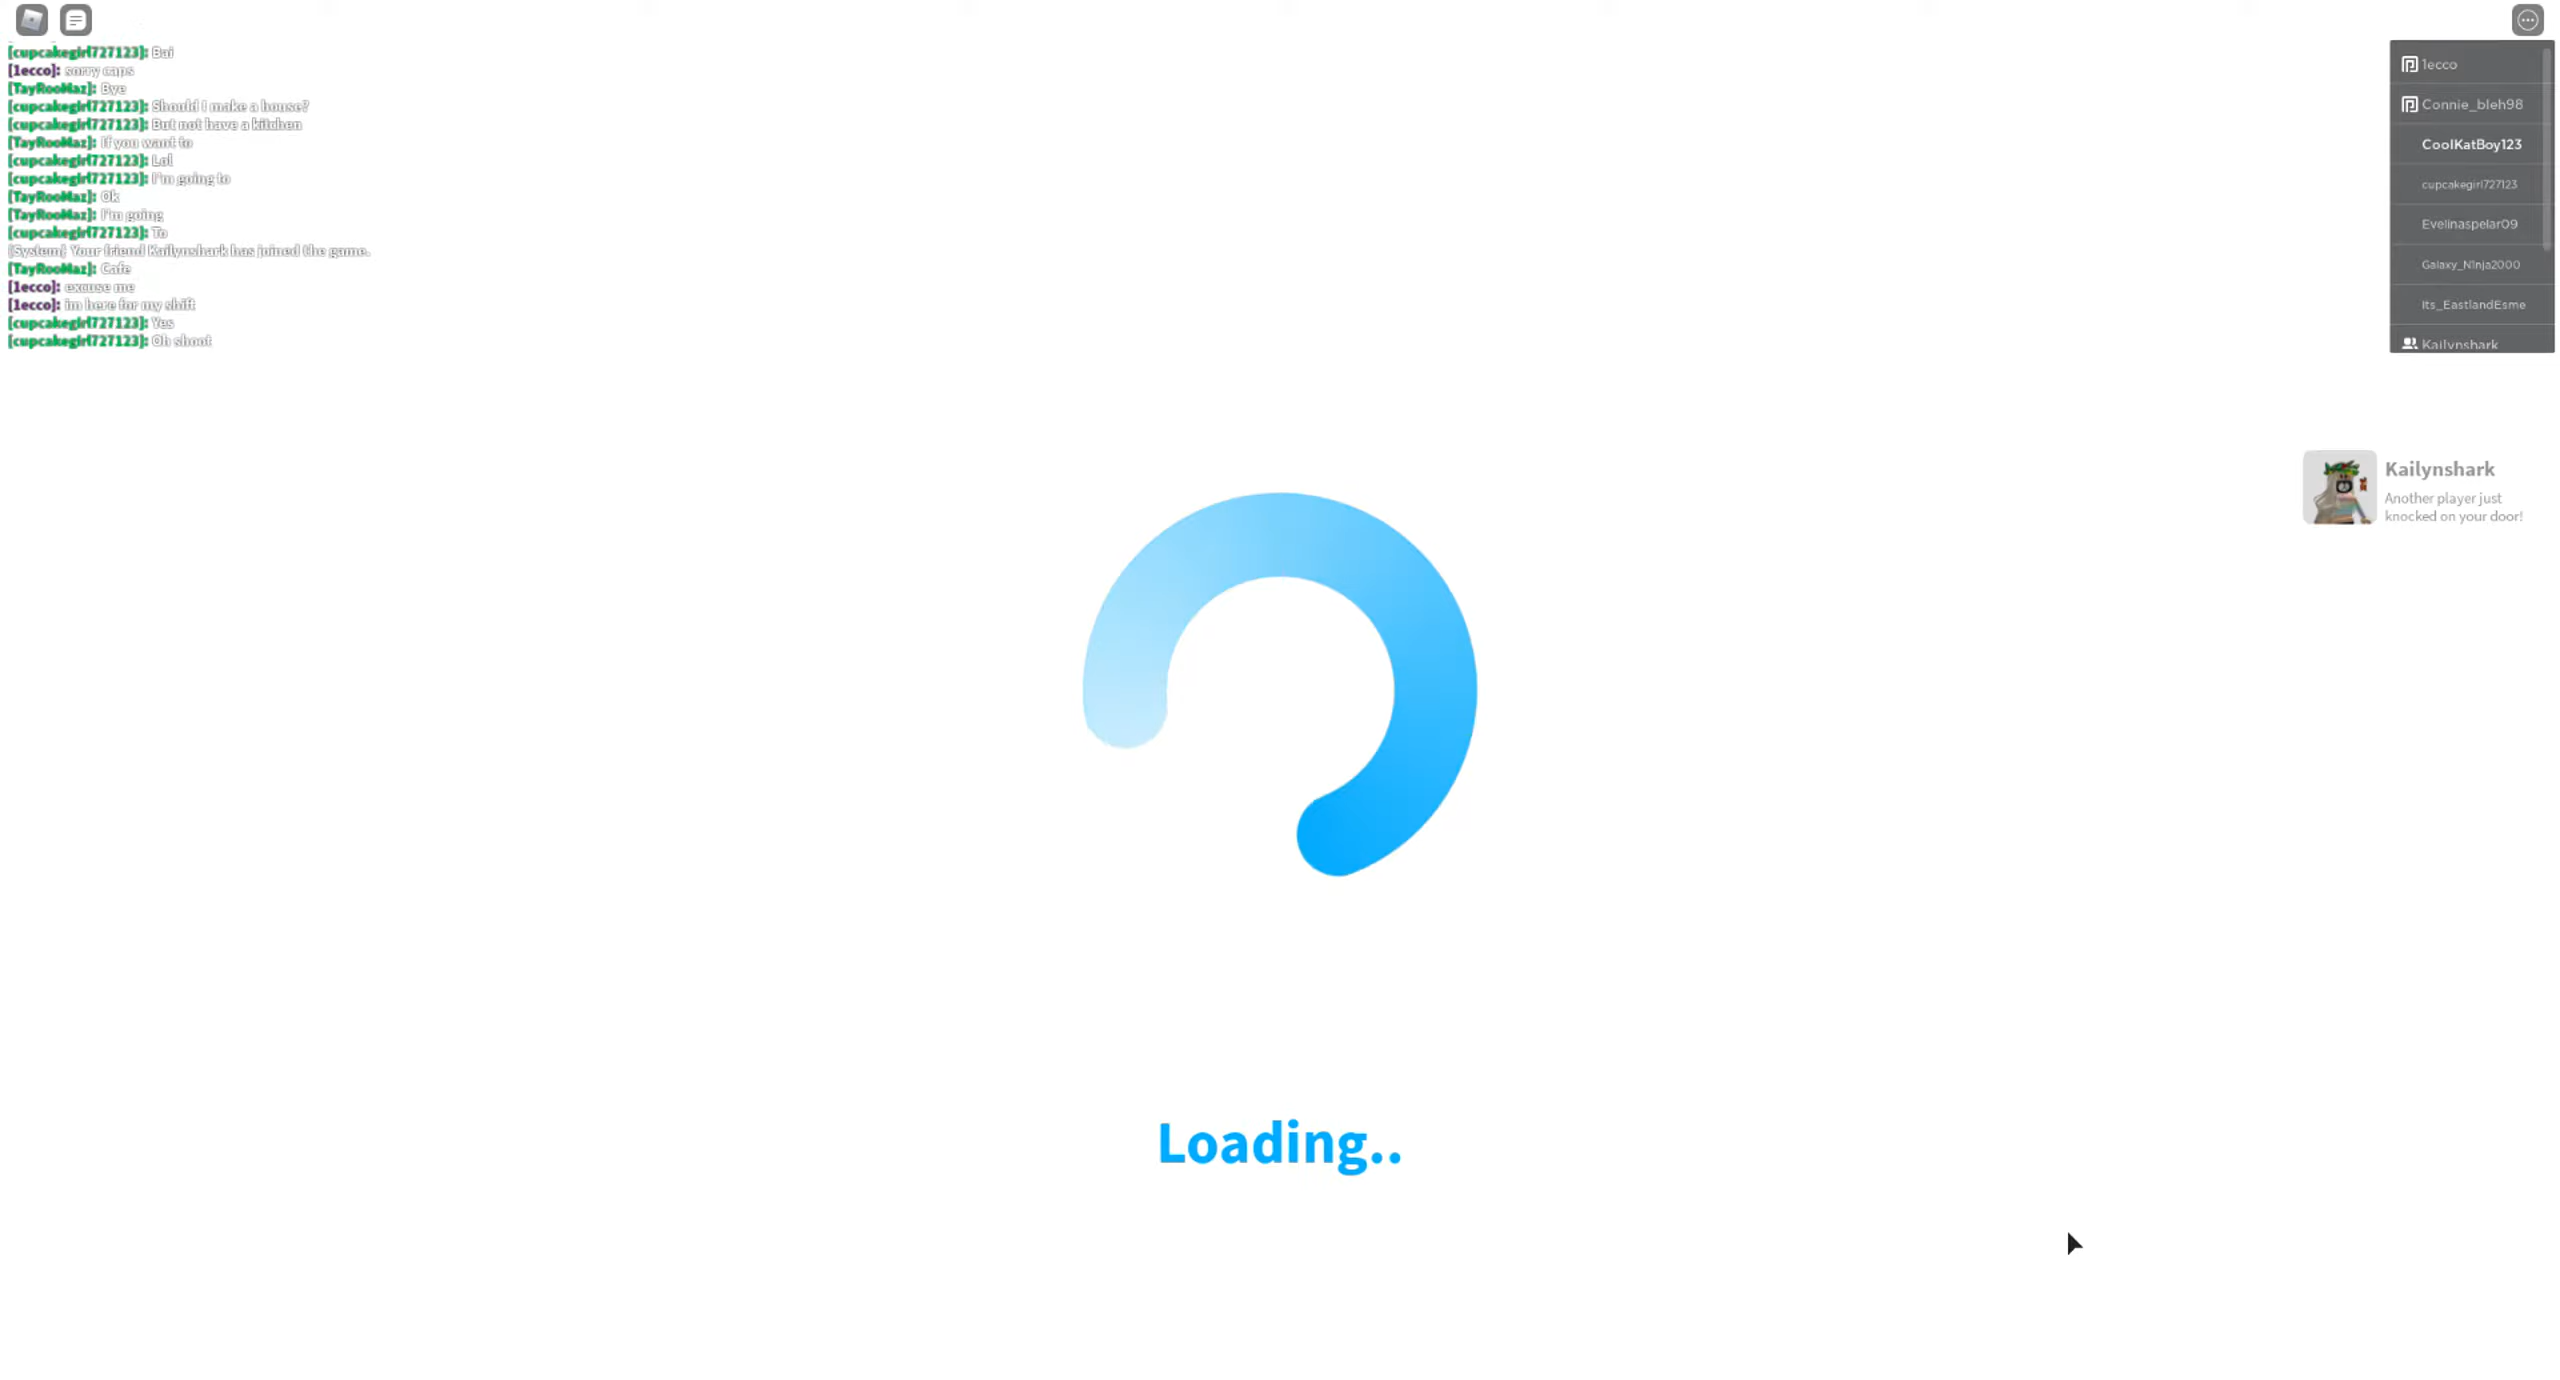 [cupcakegirl727123]: Bai
[1ecco]: sorry caps
[TayRooMaz]: Bye
[cupcakegirl727123]: Should I make a house?
[cupcakegirl727123]: But not have a kitchen
[TayRooMaz]: If you want to
[cupcakegirl727123]: Lol
[cupcakegirl727123]: I'm going to
[TayRooMaz]: Ok
[TayRooMaz]: I'm going
[cupcakegirl727123]: To
[System] Your friend Kailynshark has joined the game.
[TayRooMaz]: Cafe
[1ecco]: excuse me
[1ecco]: im here for my shift
[cupcakegirl727123]: Yes
[cupcakegirl727123]: Oh shoot
1ecco
Connie_bleh98
CoolKatBoy123
cupcakegirl727123
Evelinaspelar09
Galaxy_N1nja2000
Its_EastlandEsme
Kailynshark
Kailynshark
Another player just
knocked on your door!
Loading..